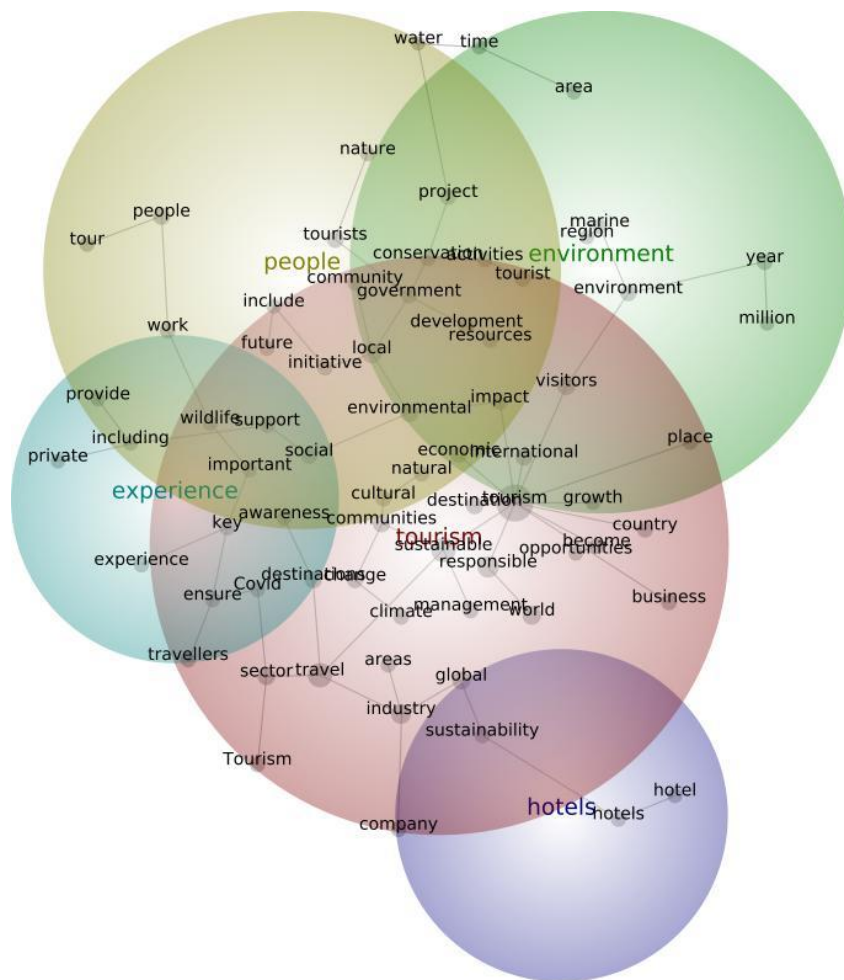 water
time
area
nature
project
people
tour
marine
region
tourists
conservation
activities
environment
people
year
tourist
community
government
environment
include
million
development
work
resources
future
local
initiative
visitors
provide
impact
environmental
wildlife
support
including
place
private
social
economic
international
important
natural
experience
cultural
destination
tourism
growth
awareness
communities
key
country
tourism
sustainable
become
opportunities
experience
responsible
destinations
change
Covid
ensure
climate
management
world
business
travellers
areas
sector
travel
global
industry
sustainability
Tourism
hotel
hotels
hotels
company